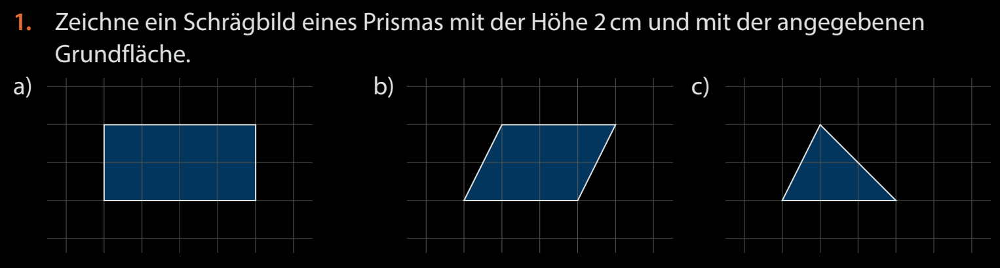 1. Zeichne ein Schrägbild eines Prismas mit der Höhe 2 cm und mit der angegebenen
Grundfläche.
a) b) c)